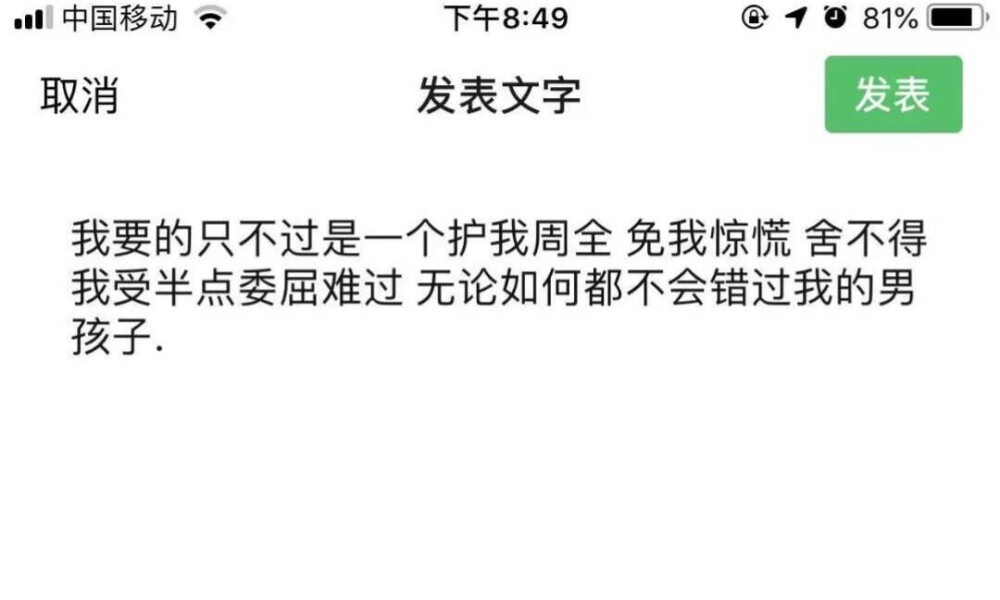 中国移动 下午8:49 81%
取消 发表文字 发表
我要的只不过是一个护我周全 免我惊慌 舍不得
我受半点委屈难过 无论如何都不会错过我的男
孩子.